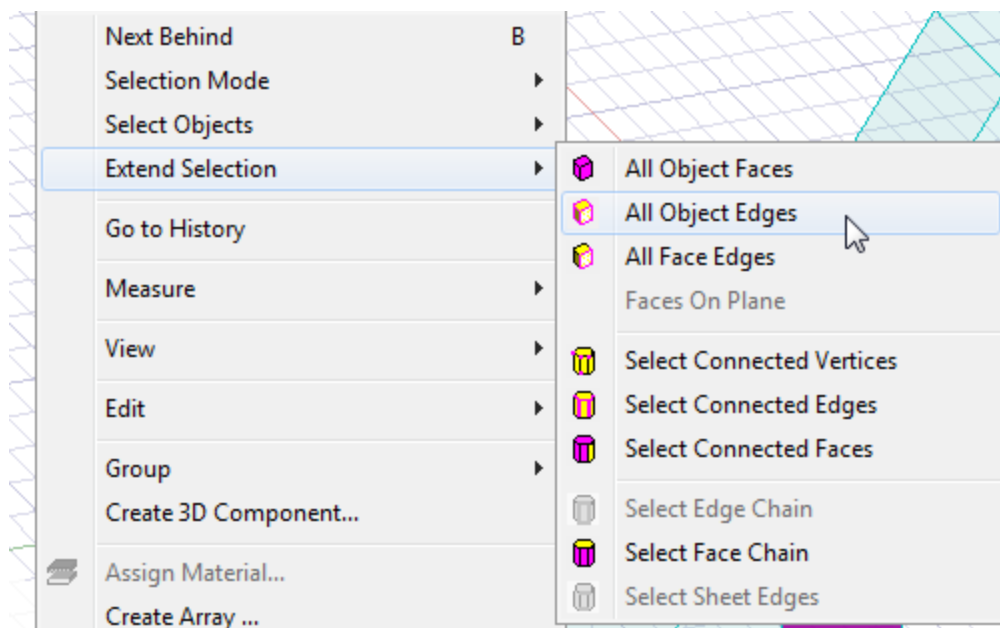 Next Behind B
Selection Mode
Select Objects
Extend Selection
Go to History
Measure
View
Edit
Group
Create 3D Component...
Assign Material...
Create Array ...
All Object Faces
All Object Edges
All Face Edges
Faces On Plane
Select Connected Vertices
Select Connected Edges
Select Connected Faces
Select Edge Chain
Select Face Chain
Select Sheet Edges